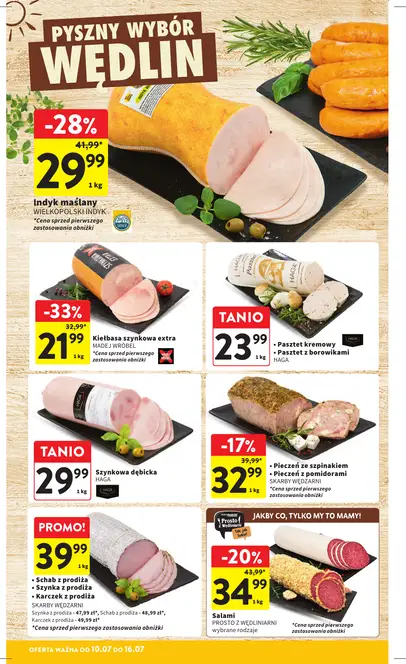 PYSZNY WYBÓR
WĘDLIN
-28%
41,99*
29 99
1 kg
Indyk maślany
WIELKOPOLSKI INDYK
*Cena sprzed pierwszego
zastosowania obniżki
-33%
32,99*
21 99
1 kg
Kiełbasa szynkowa extra
MADEJ WRÓBEL
*Cena sprzed pierwszego
zastosowania obniżki
TANIO
23 99
1 kg
• Pasztet kremowy
• Pasztet z borowikami
HAGA
TANIO
29 99
1 kg
Szynkowa dębicka
HAGA
-17%
39,99*
32 99
1 kg
• Pieczeń ze szpinakiem
• Pieczeń z pomidorami
SKARBY WĘDZARNI
*Cena sprzed pierwszego
zastosowania obniżki
PROMO!
39 99
1 kg
• Schab z prodiża
• Szynka z prodiża
• Karczek z prodiża
SKARBY WĘDZARNI
Szynka z prodiża - 47,99 zł*, Schab z prodiża - 48,99 zł*,
Karczek z prodiża - 49,99 zł*
*Cena sprzed pierwszego zastosowania obniżki
Prosto z Wędliniarni
JAKBY CO, TYLKO MY TO MAMY!
-20%
43,99*
34 99
1 kg
Salami
PROSTO Z WĘDLINIARNI
wybrane rodzaje
*Cena sprzed pierwszego zastosowania obniżki
OFERTA WAŻNA OD 10.07 DO 16.07